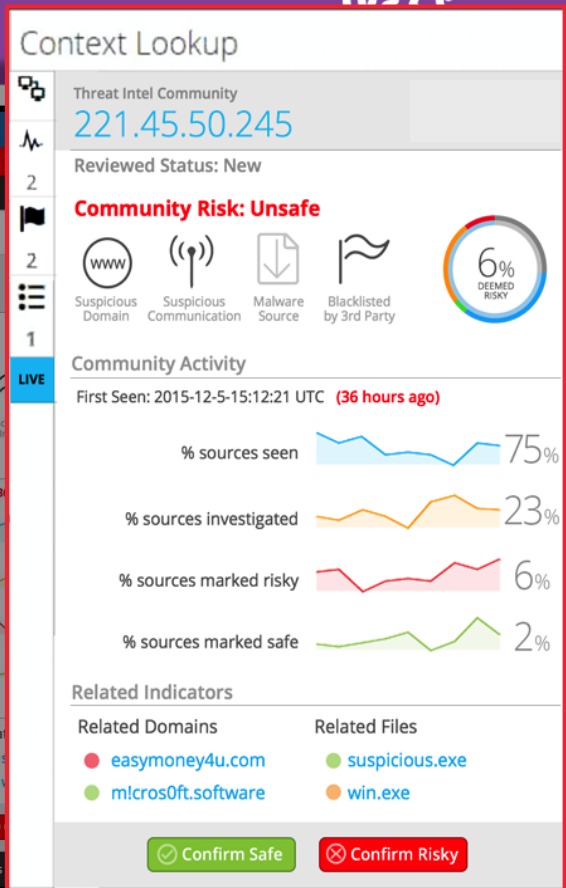 Context Lookup
Threat Intel Community
221.45.50.245
Reviewed Status: New
2
Community Risk: Unsafe
2
www
6%
DEEMED
RISKY
Suspicious Domain
Suspicious Communication
Malware Source
Blacklisted by 3rd Party
1
LIVE
Community Activity
First Seen: 2015-12-5-15:12:21 UTC (36 hours ago)
% sources seen 75%
% sources investigated 23%
% sources marked risky 6%
% sources marked safe 2%
Related Indicators
Related Domains Related Files
easymoney4u.com suspicious.exe
m!cros0ft.software win.exe
Confirm Safe Confirm Risky